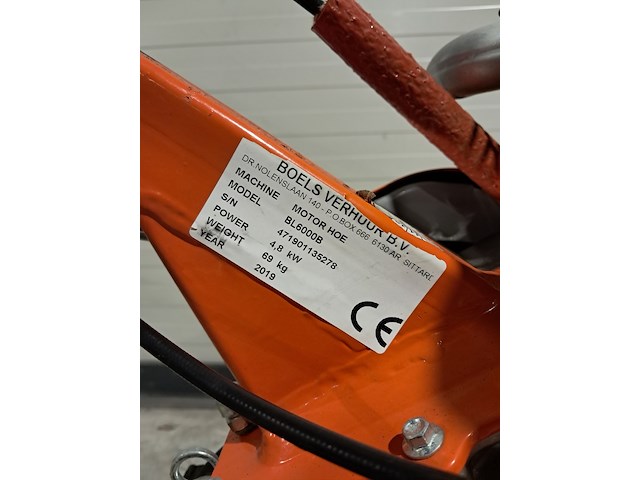 BOELS VERHUUR B.V.
DR.NOLENSLAAN 140 - P.O.BOX 666 6130 AR SITTARD
MACHINE MOTOR HOE
MODEL BL6000B
S/N 471901135278
POWER 4,8 kW
WEIGHT 69 kg
YEAR 2019
CE